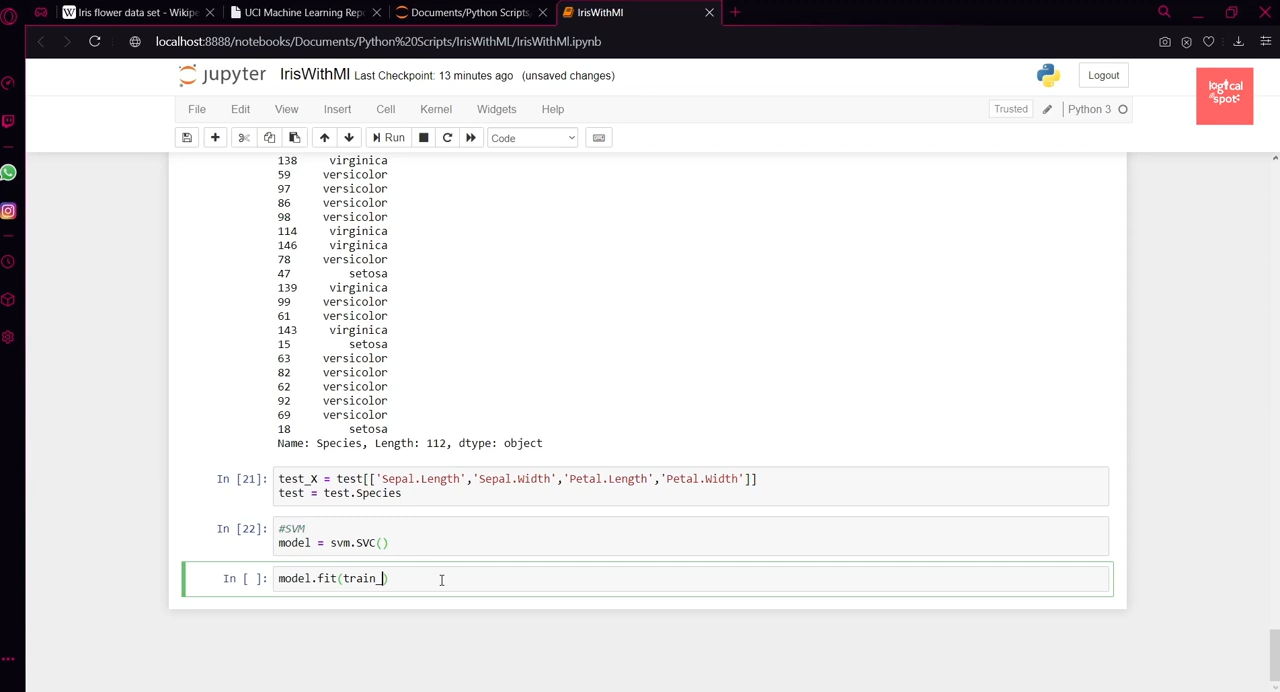 Iris flower data set - Wikipe
UCI Machine Learning Repo
Documents/Python Scripts
IrisWithMl
localhost:8888/notebooks/Documents/Python%20Scripts/IrisWithML/IrisWithMl.ipynb
jupyter IrisWithMl Last Checkpoint: 13 minutes ago (unsaved changes)
Logout
logical
spot
File Edit View Insert Cell Kernel Widgets Help
Trusted
Python 3
Run
Code
138 virginica
59 versicolor
97 versicolor
86 versicolor
98 versicolor
114 virginica
146 virginica
78 versicolor
47 setosa
139 virginica
99 versicolor
61 versicolor
143 virginica
15 setosa
63 versicolor
82 versicolor
62 versicolor
92 versicolor
69 versicolor
18 setosa
Name: Species, Length: 112, dtype: object
In [21]: test_X = test[['Sepal.Length','Sepal.Width','Petal.Length','Petal.Width']]
test = test.Species
In [22]: #SVM
model = svm.SVC()
In [ ]: model.fit(train_)